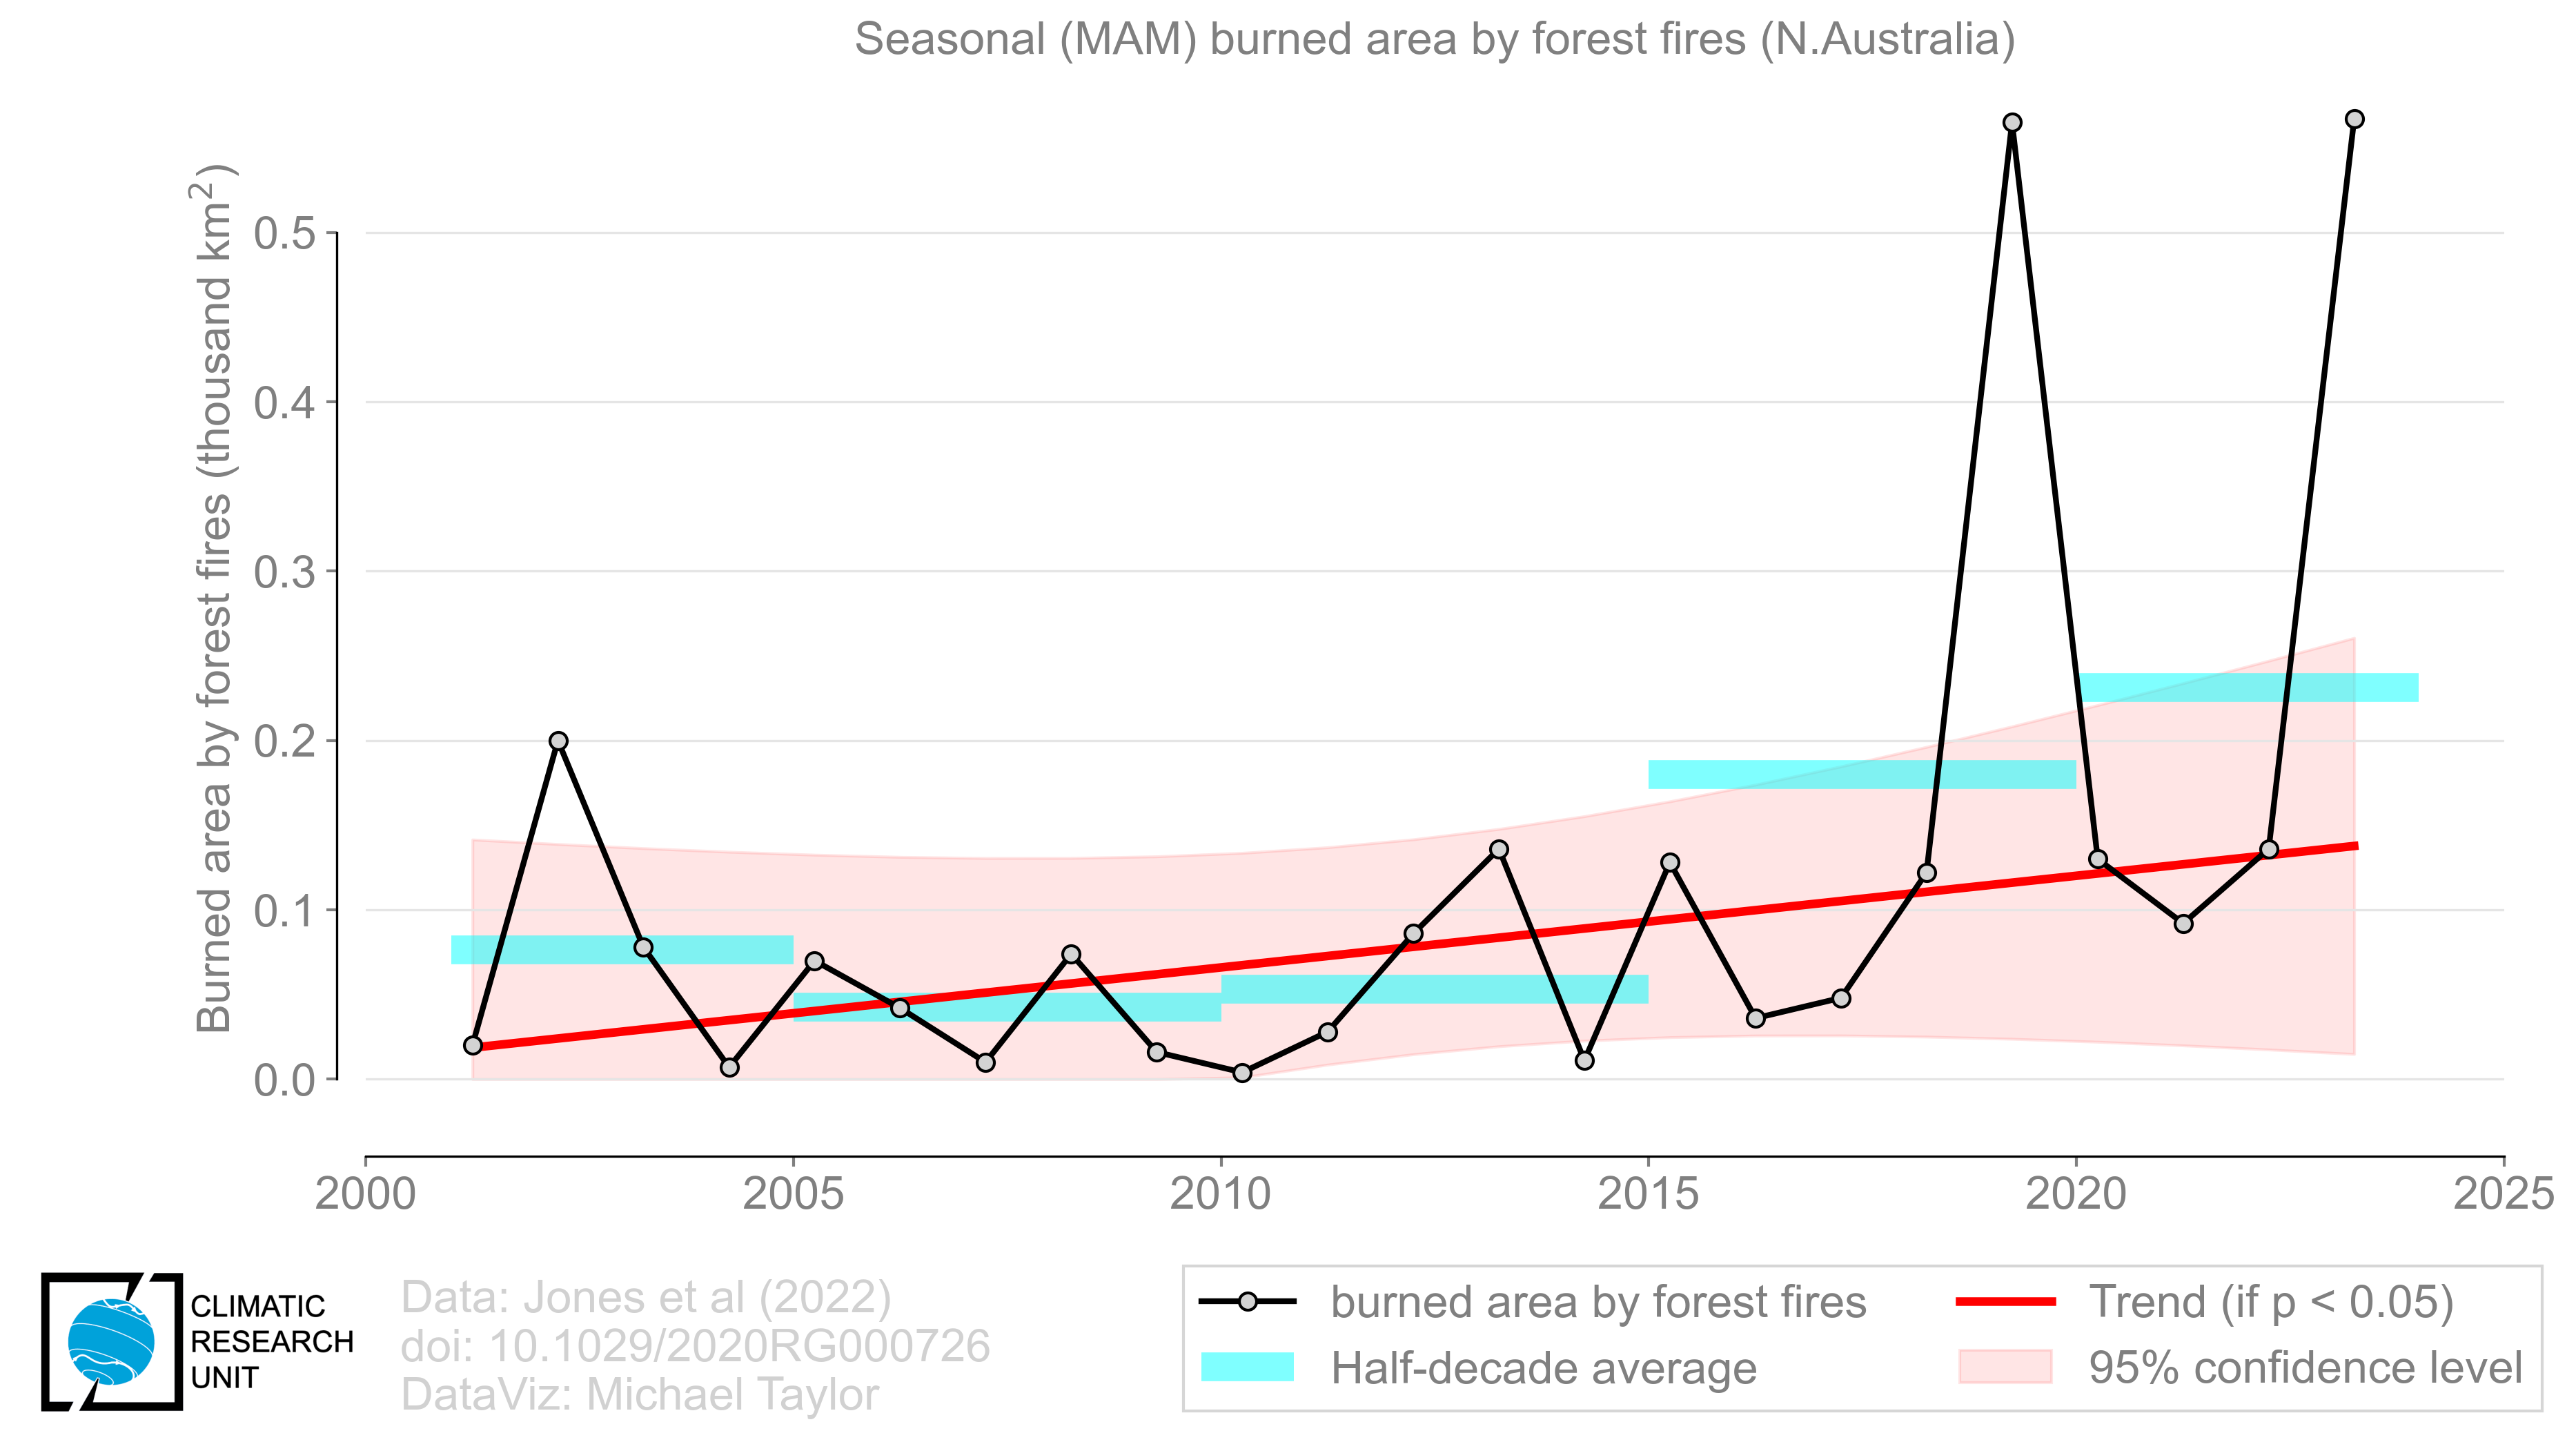 Seasonal (MAM) burned area by forest fires (N.Australia)
Burned area by forest fires (thousand km²)
0.5
0.4
0.3
0.2
0.1
0.0
2000 2005 2010 2015 2020 2025
CLIMATIC
RESEARCH
UNIT
Data: Jones et al (2022)
doi: 10.1029/2020RG000726
DataViz: Michael Taylor
burned area by forest fires
Half-decade average
Trend (if p < 0.05)
95% confidence level